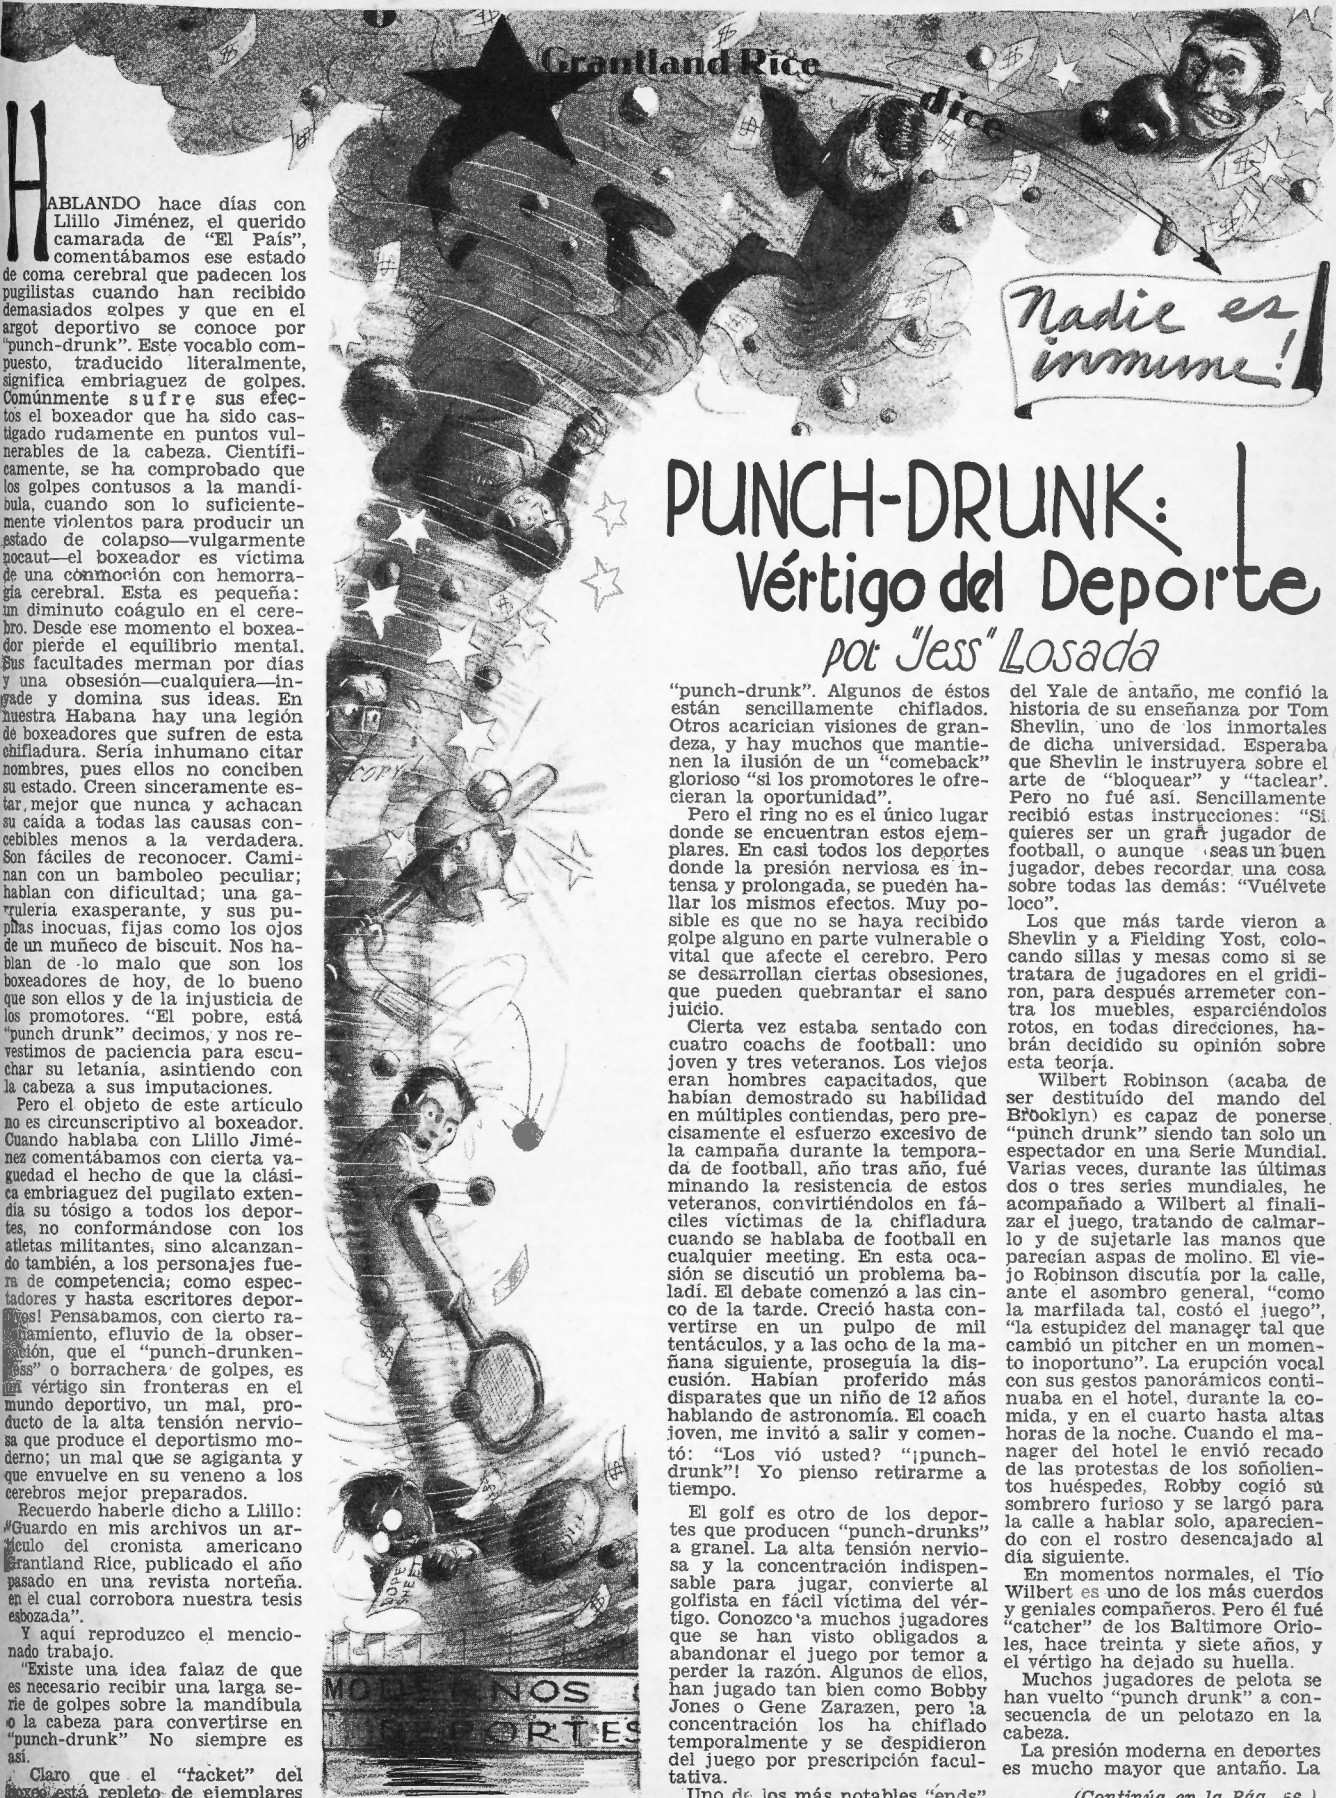 Grantland Rice
dice
Nadie es
inmune!
PUNCH-DRUNK:
Vértigo del Deporte
por "Jess" Losada
HABLANDO hace días con
Llillo Jiménez, el querido
camarada de "El País",
comentábamos ese estado
de coma cerebral que padecen los
pugilistas cuando han recibido
demasiados golpes y que en el
argot deportivo se conoce por
"punch-drunk". Este vocablo com-
puesto, traducido literalmente,
significa embriaguez de golpes.
Comúnmente sufre sus efec-
tos el boxeador que ha sido cas-
tigado rudamente en puntos vul-
nerables de la cabeza. Científi-
camente, se ha comprobado que
los golpes contusos a la mandí-
bula, cuando son lo suficiente-
mente violentos para producir un
estado de colapso—vulgarmente
nocaut—el boxeador es víctima
de una conmoción con hemorra-
gia cerebral. Esta es pequeña:
un diminuto coágulo en el cere-
bro. Desde ese momento el boxea-
dor pierde el equilibrio mental.
Sus facultades merman por días
y una obsesión—cualquiera—in-
vade y domina sus ideas. En
nuestra Habana hay una legión
de boxeadores que sufren de esta
chifladura. Sería inhumano citar
nombres, pues ellos no conciben
su estado. Creen sinceramente es-
tar, mejor que nunca y achacan
su caída a todas las causas con-
cebibles menos a la verdadera.
Son fáciles de reconocer. Cami-
nan con un bamboleo peculiar;
hablan con dificultad; una ga-
rrulería exasperante, y sus pu-
pilas inocuas, fijas como los ojos
de un muñeco de biscuit. Nos ha-
blan de lo malo que son los
boxeadores de hoy, de lo bueno
que son ellos y de la injusticia de
los promotores. "El pobre, está
"punch drunk" decimos, y nos re-
vestimos de paciencia para escu-
char su letanía, asintiendo con
la cabeza a sus imputaciones.
Pero el objeto de este artículo
no es circunscriptivo al boxeador.
Cuando hablaba con Llillo Jimé-
nez comentábamos con cierta va-
guedad el hecho de que la clási-
ca embriaguez del pugilato exten-
día su tósigo a todos los depor-
tes, no conformándose con los
atletas militantes, sino alcanzan-
do también, a los personajes fue-
ra de competencia; como espec-
tadores y hasta escritores depor-
tivos! Pensábamos, con cierto ra-
zonamiento, efluvio de la obser-
vación, que el "punch-drunken-
ness" o borrachera de golpes, es
un vértigo sin fronteras en el
mundo deportivo, un mal, pro-
ducto de la alta tensión nervio-
sa que produce el deportismo mo-
derno; un mal que se agiganta y
que envuelve en su veneno a los
cerebros mejor preparados.
Recuerdo haberle dicho a Llillo:
"Guardo en mis archivos un ar-
tículo del cronista americano
Grantland Rice, publicado el año
pasado en una revista norteña.
en el cual corrobora nuestra tesis
esbozada".
Y aquí reproduzco el mencio-
nado trabajo.
"Existe una idea falaz de que
es necesario recibir una larga se-
rie de golpes sobre la mandíbula
o la cabeza para convertirse en
"punch-drunk" No siempre es
así.
Claro que el "racket" del
boxeo está repleto de ejemplares
COPY!
DOPE
SHEET
MODERNOS
DEPORTES
"punch-drunk". Algunos de éstos
están sencillamente chiflados.
Otros acarician visiones de gran-
deza, y hay muchos que mantie-
nen la ilusión de un "comeback"
glorioso "si los promotores le ofre-
cieran la oportunidad".
Pero el ring no es el único lugar
donde se encuentran estos ejem-
plares. En casi todos los deportes
donde la presión nerviosa es in-
tensa y prolongada, se pueden ha-
llar los mismos efectos. Muy po-
sible es que no se haya recibido
golpe alguno en parte vulnerable o
vital que afecte el cerebro. Pero
se desarrollan ciertas obsesiones,
que pueden quebrantar el sano
juicio.
Cierta vez estaba sentado con
cuatro coachs de football: uno
joven y tres veteranos. Los viejos
eran hombres capacitados, que
habían demostrado su habilidad
en múltiples contiendas, pero pre-
cisamente el esfuerzo excesivo de
la campaña durante la tempora-
da de football, año tras año, fué
minando la resistencia de estos
veteranos, convirtiéndolos en fá-
ciles víctimas de la chifladura
cuando se hablaba de football en
cualquier meeting. En esta oca-
sión se discutió un problema ba-
ladí. El debate comenzó a las cin-
co de la tarde. Creció hasta con-
vertirse en un pulpo de mil
tentáculos, y a las ocho de la ma-
ñana siguiente, proseguía la dis-
cusión. Habían proferido más
disparates que un niño de 12 años
hablando de astronomía. El coach
joven, me invitó a salir y comen-
tó: "Los vió usted? "¡punch-
drunk"! Yo pienso retirarme a
tiempo.
El golf es otro de los depor-
tes que producen "punch-drunks"
a granel. La alta tensión nervio-
sa y la concentración indispen-
sable para jugar, convierte al
golfista en fácil víctima del vér-
tigo. Conozco a muchos jugadores
que se han visto obligados a
abandonar el juego por temor a
perder la razón. Algunos de ellos,
han jugado tan bien como Bobby
Jones o Gene Zarazen, pero la
concentración los ha chiflado
temporalmente y se despidieron
del juego por prescripción facul-
tativa.
Uno de los más notables "ends"
del Yale de antaño, me confió la
historia de su enseñanza por Tom
Shevlin, uno de los inmortales
de dicha universidad. Esperaba
que Shevlin le instruyera sobre el
arte de "bloquear" y "taclear'.
Pero no fué así. Sencillamente
recibió estas instrucciones: "Si
quieres ser un gran jugador de
football, o aunque seas un buen
jugador, debes recordar una cosa
sobre todas las demás: "Vuélvete
loco".
Los que más tarde vieron a
Shevlin y a Fielding Yost, colo-
cando sillas y mesas como si se
tratara de jugadores en el gridi-
ron, para después arremeter con-
tra los muebles, esparciéndolos
rotos, en todas direcciones, ha-
brán decidido su opinión sobre
esta teoría.
Wilbert Robinson (acaba de
ser destituído del mando del
Brooklyn) es capaz de ponerse
"punch drunk" siendo tan solo un
espectador en una Serie Mundial.
Varias veces, durante las últimas
dos o tres series mundiales, he
acompañado a Wilbert al finali-
zar el juego, tratando de calmar-
lo y de sujetarle las manos que
parecían aspas de molino. El vie-
jo Robinson discutía por la calle,
ante el asombro general, "como
la marfilada tal, costó el juego",
"la estupidez del manager tal que
cambió un pitcher en un momen-
to inoportuno". La erupción vocal
con sus gestos panorámicos conti-
nuaba en el hotel, durante la co-
mida, y en el cuarto hasta altas
horas de la noche. Cuando el ma-
nager del hotel le envió recado
de las protestas de los soñolien-
tos huéspedes, Robby cogió su
sombrero furioso y se largó para
la calle a hablar solo, aparecien-
do con el rostro desencajado al
día siguiente.
En momentos normales, el Tío
Wilbert es uno de los más cuerdos
y geniales compañeros. Pero él fué
"catcher" de los Baltimore Orio-
les, hace treinta y siete años, y
el vértigo ha dejado su huella.
Muchos jugadores de pelota se
han vuelto "punch drunk" a con-
secuencia de un pelotazo en la
cabeza.
La presión moderna en deportes
es mucho mayor que antaño. La
(Continúa en la Pág. 66.)